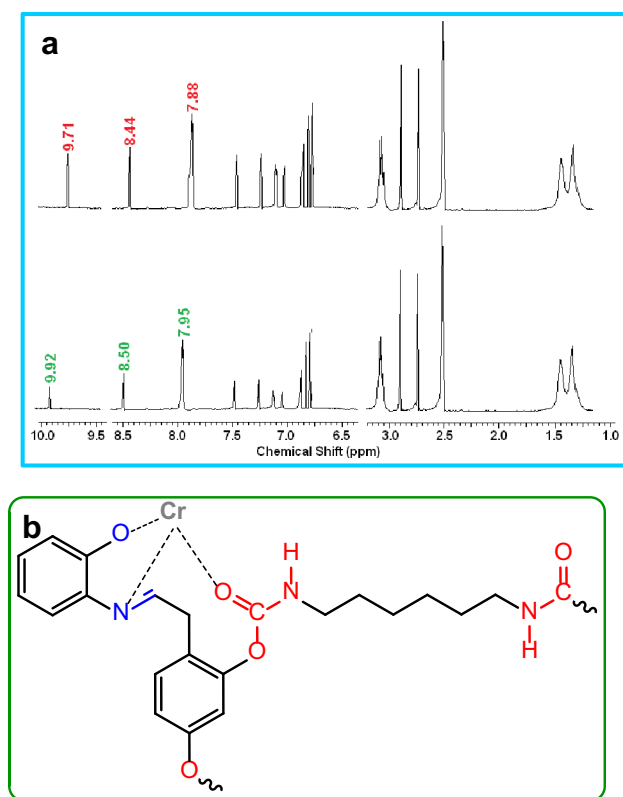 a
9.71 8.44 7.88
9.92 8.50 7.95
10.0 9.5 8.5 8.0 7.5 7.0 6.5 3.0 2.5 2.0 1.5 1.0
Chemical Shift (ppm)
b
Cr
O
H
O
O
N
N
C
C
N
O
H
O